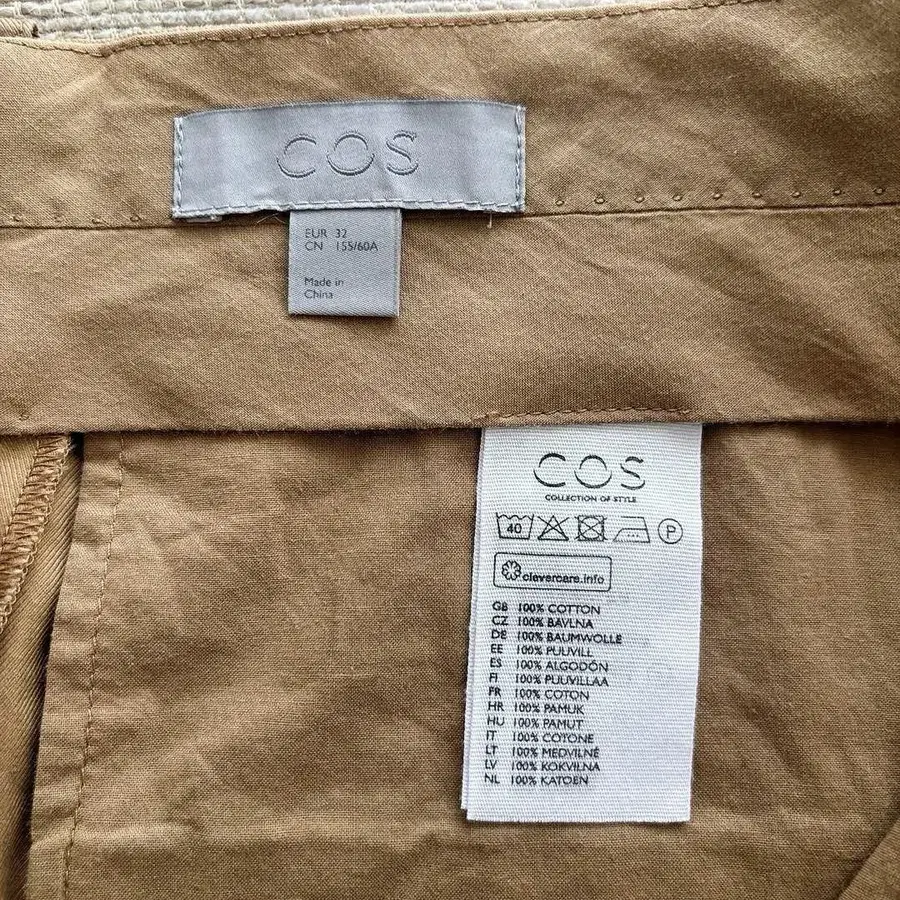 COS
EUR 32
CN 155/60A
Made in
China
COS
COLLECTION OF STYLE
40 P
clevercare.info
GB 100% COTTON
CZ 100% BAVLNA
DE 100% BAUMWOLLE
EE 100% PUUVILL
ES 100% ALGODÓN
FI 100% PUUVILLAA
FR 100% COTON
HR 100% PAMUK
HU 100% PAMUT
IT 100% COTONE
LT 100% MEDVILNĖ
LV 100% KOKVILNA
NL 100% KATOEN